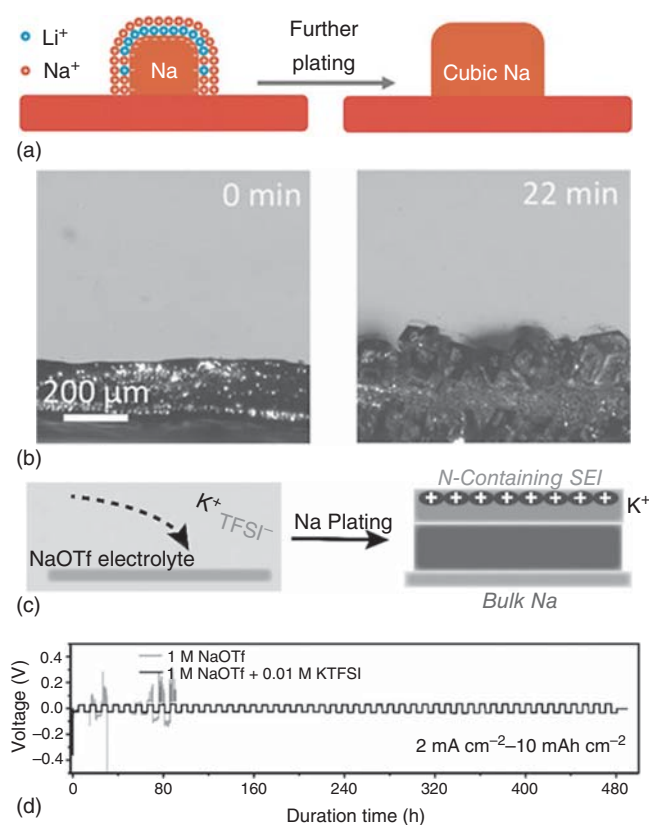 Li+
Na+
Na
Further
plating
Cubic Na
(a)
0 min
22 min
200 μm
(b)
K+
TFSI−
NaOTf electrolyte
Na Plating
N-Containing SEI
K+
Bulk Na
(c)
1 M NaOTf
1 M NaOTf + 0.01 M KTFSI
Voltage (V)
0.4
0.2
0.0
−0.2
−0.4
2 mA cm−2–10 mAh cm−2
0 80 160 240 320 400 480
Duration time (h)
(d)